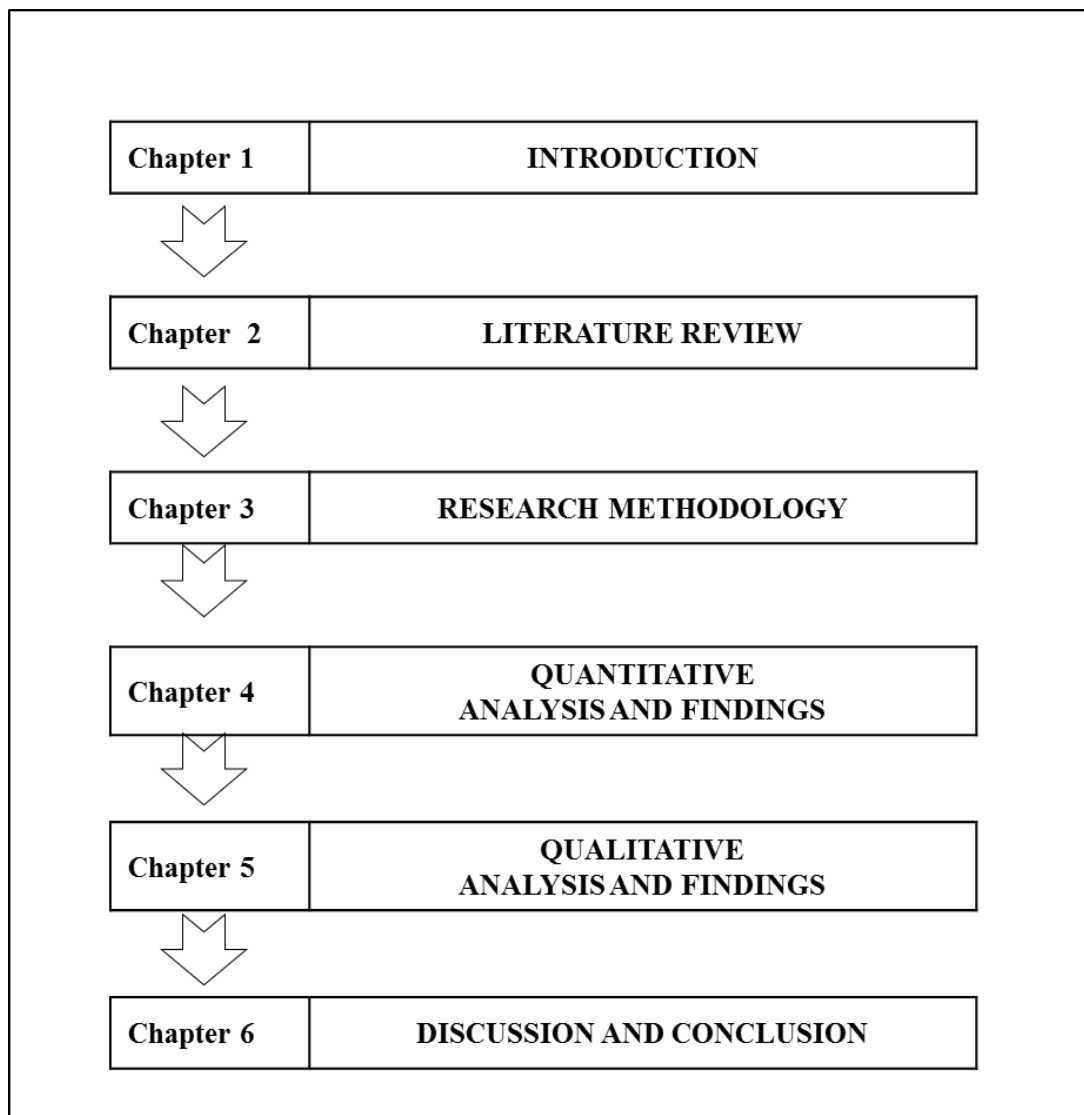 Chapter 1
INTRODUCTION
Chapter 2
LITERATURE REVIEW
Chapter 3
RESEARCH METHODOLOGY
Chapter 4
QUANTITATIVE
ANALYSIS AND FINDINGS
Chapter 5
QUALITATIVE
ANALYSIS AND FINDINGS
Chapter 6
DISCUSSION AND CONCLUSION